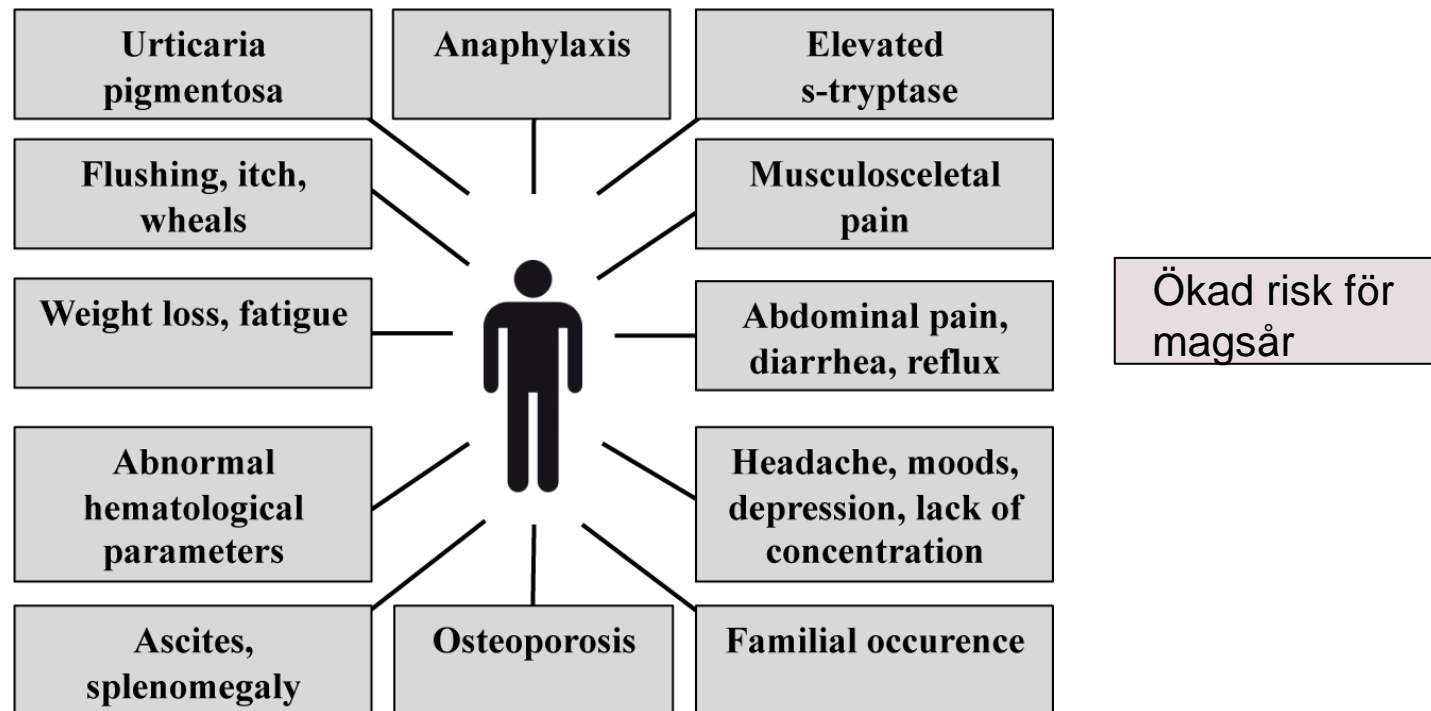 Urticaria
pigmentosa
Anaphylaxis
Elevated
s-tryptase
Flushing, itch,
wheals
Musculosceletal
pain
Weight loss, fatigue
Abdominal pain,
diarrhea, reflux
Ökad risk för
magsår
Abnormal
hematological
parameters
Headache, moods,
depression, lack of
concentration
Ascites,
splenomegaly
Osteoporosis
Familial occurence